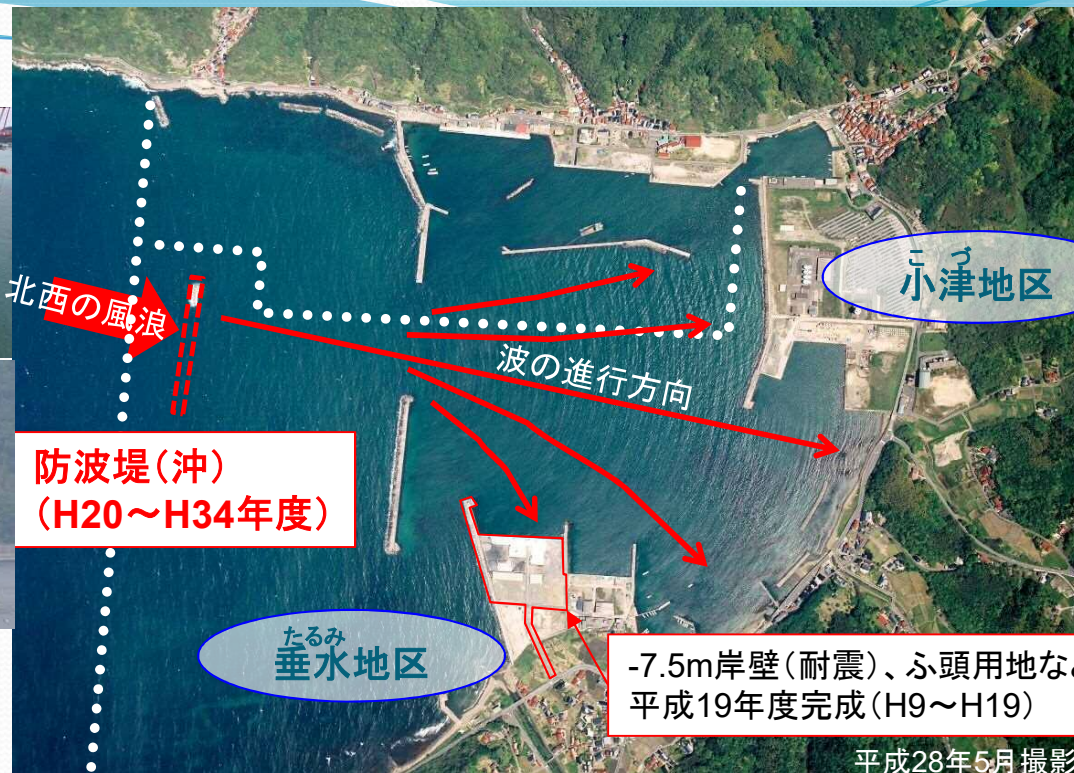 北西の風浪
波の進行方向
こ づ
小津地区
防波堤(沖)
(H20~H34年度)
たるみ
垂水地区
-7.5m岸壁(耐震)、ふ頭用地など
平成19年度完成(H9~H19)
平成28年5月撮影